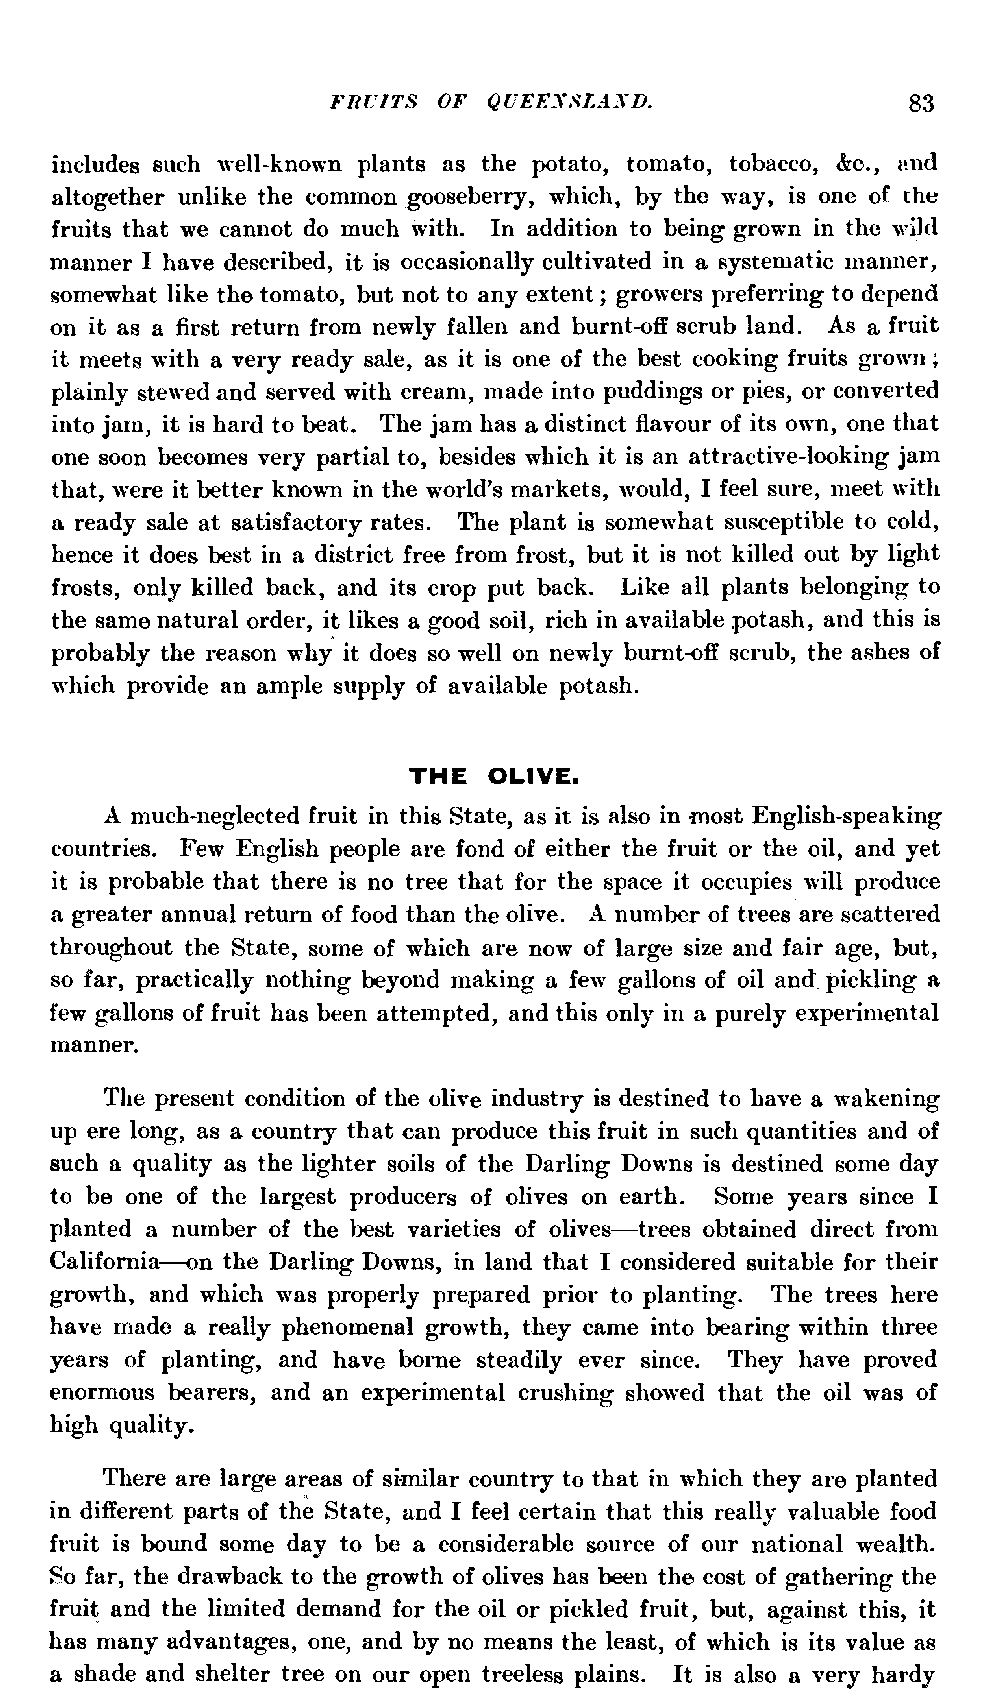 FRUITS OF QUEENSLAND. 83
includes such well-known plants as the potato, tomato, tobacco, &c., and
altogether unlike the common gooseberry, which, by the way, is one of the
fruits that we cannot do much with. In addition to being grown in the wild
manner I have described, it is occasionally cultivated in a systematic manner,
somewhat like the tomato, but not to any extent; growers preferring to depend
on it as a first return from newly fallen and burnt-off scrub land. As a fruit
it meets with a very ready sale, as it is one of the best cooking fruits grown;
plainly stewed and served with cream, made into puddings or pies, or converted
into jam, it is hard to beat. The jam has a distinct flavour of its own, one that
one soon becomes very partial to, besides which it is an attractive-looking jam
that, were it better known in the world's markets, would, I feel sure, meet with
a ready sale at satisfactory rates. The plant is somewhat susceptible to cold,
hence it does best in a district free from frost, but it is not killed out by light
frosts, only killed back, and its crop put back. Like all plants belonging to
the same natural order, it likes a good soil, rich in available potash, and this is
probably the reason why it does so well on newly burnt-off scrub, the ashes of
which provide an ample supply of available potash.
THE OLIVE.
A much-neglected fruit in this State, as it is also in most English-speaking
countries. Few English people are fond of either the fruit or the oil, and yet
it is probable that there is no tree that for the space it occupies will produce
a greater annual return of food than the olive. A number of trees are scattered
throughout the State, some of which are now of large size and fair age, but,
so far, practically nothing beyond making a few gallons of oil and pickling a
few gallons of fruit has been attempted, and this only in a purely experimental
manner.
The present condition of the olive industry is destined to have a wakening
up ere long, as a country that can produce this fruit in such quantities and of
such a quality as the lighter soils of the Darling Downs is destined some day
to be one of the largest producers of olives on earth. Some years since I
planted a number of the best varieties of olives—trees obtained direct from
California—on the Darling Downs, in land that I considered suitable for their
growth, and which was properly prepared prior to planting. The trees here
have made a really phenomenal growth, they came into bearing within three
years of planting, and have borne steadily ever since. They have proved
enormous bearers, and an experimental crushing showed that the oil was of
high quality.
There are large areas of similar country to that in which they are planted
in different parts of the State, and I feel certain that this really valuable food
fruit is bound some day to be a considerable source of our national wealth.
So far, the drawback to the growth of olives has been the cost of gathering the
fruit and the limited demand for the oil or pickled fruit, but, against this, it
has many advantages, one, and by no means the least, of which is its value as
a shade and shelter tree on our open treeless plains. It is also a very hardy